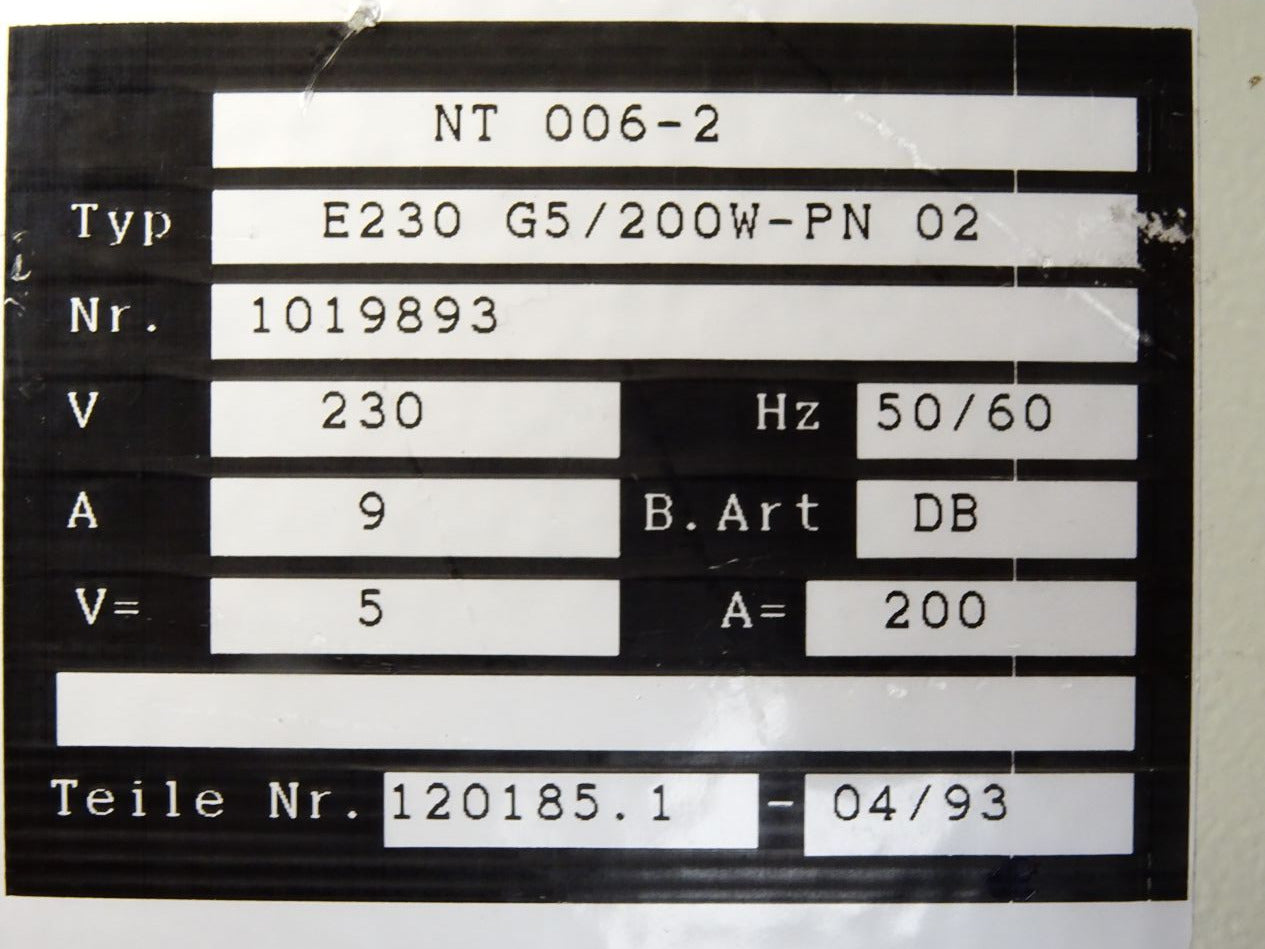 NT 006-2
Typ E230 G5/200W-PN 02
Nr. 1019893
V 230 Hz 50/60
A 9 B.Art DB
V= 5 A= 200
Teile Nr. 120185.1 - 04/93